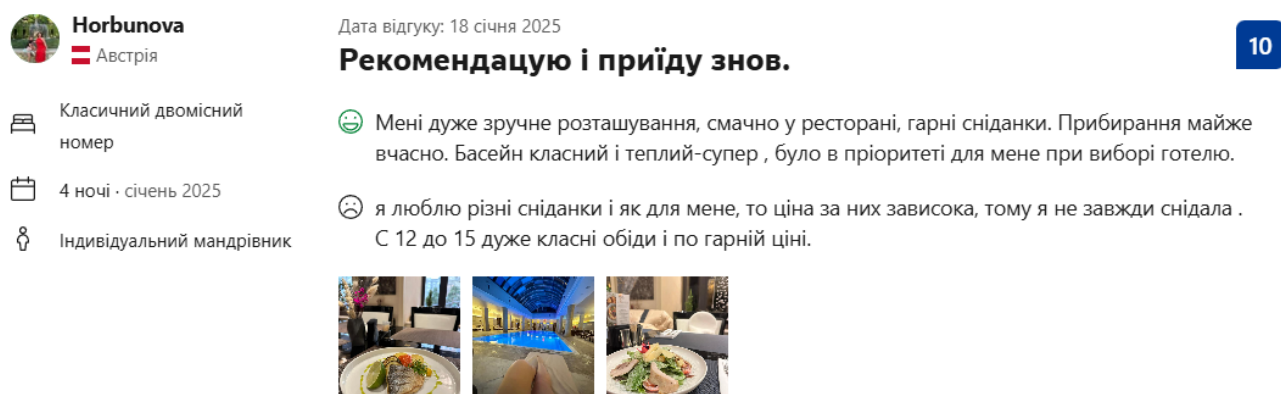 Horbunova
Австрія
Класичний двомісний
номер
4 ночі · січень 2025
Індивідуальний мандрівник
Дата відгуку: 18 січня 2025
Рекомендацую і приїду знов.
10
Мені дуже зручне розташування, смачно у ресторані, гарні сніданки. Прибирання майже
вчасно. Басейн класний і теплий-супер , було в пріоритеті для мене при виборі готелю.
я люблю різні сніданки і як для мене, то ціна за них зависока, тому я не завжди снідала .
С 12 до 15 дуже класні обіди і по гарній ціні.